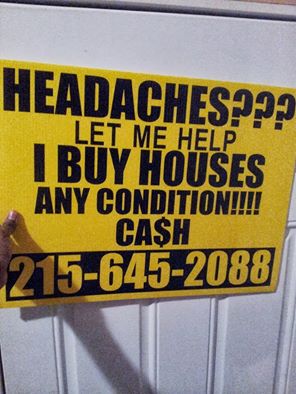 HEADACHES???
LET ME HELP
I BUY HOUSES
ANY CONDITION!!!!
CA$H
215-645-2088